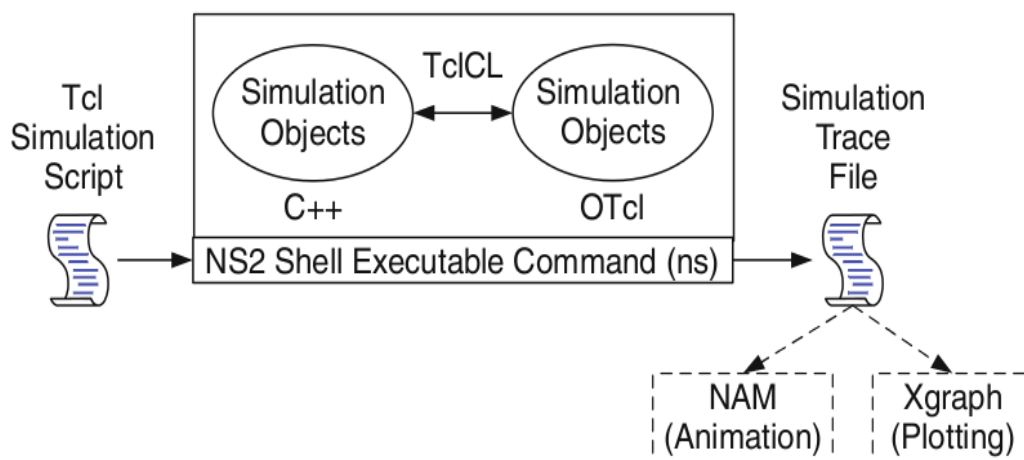 Tcl
Simulation
Script
Simulation
Objects
C++
TclCL
Simulation
Objects
OTcl
NS2 Shell Executable Command (ns)
Simulation
Trace
File
NAM
(Animation)
Xgraph
(Plotting)